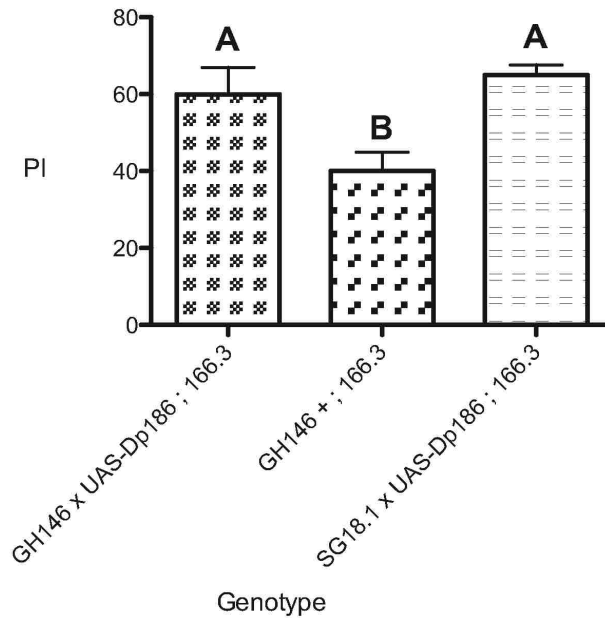 80
60
40
20
0
PI
A
B
A
GH146 x UAS-Dp186 ; 166.3
GH146 + ; 166.3
SG18.1 x UAS-Dp186 ; 166.3
Genotype